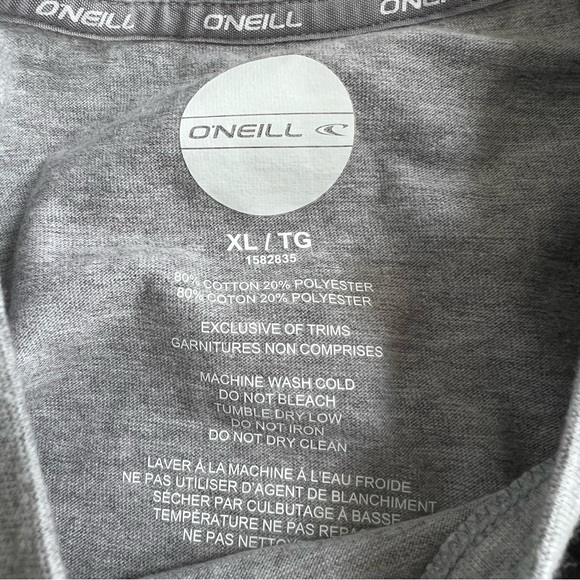 O'NEILL O'NEILL
O'NEILL
XL / TG
1582835
80% COTTON 20% POLYESTER
80% COTON 20% POLYESTER
EXCLUSIVE OF TRIMS
GARNITURES NON COMPRISES
MACHINE WASH COLD
DO NOT BLEACH
TUMBLE DRY LOW
DO NOT IRON
DO NOT DRY CLEAN
LAVER À LA MACHINE À L'EAU FROIDE
NE PAS UTILISER D'AGENT DE BLANCHIMENT
SÉCHER PAR CULBUTAGE À BASSE
TEMPÉRATURE NE PAS
NE PAS